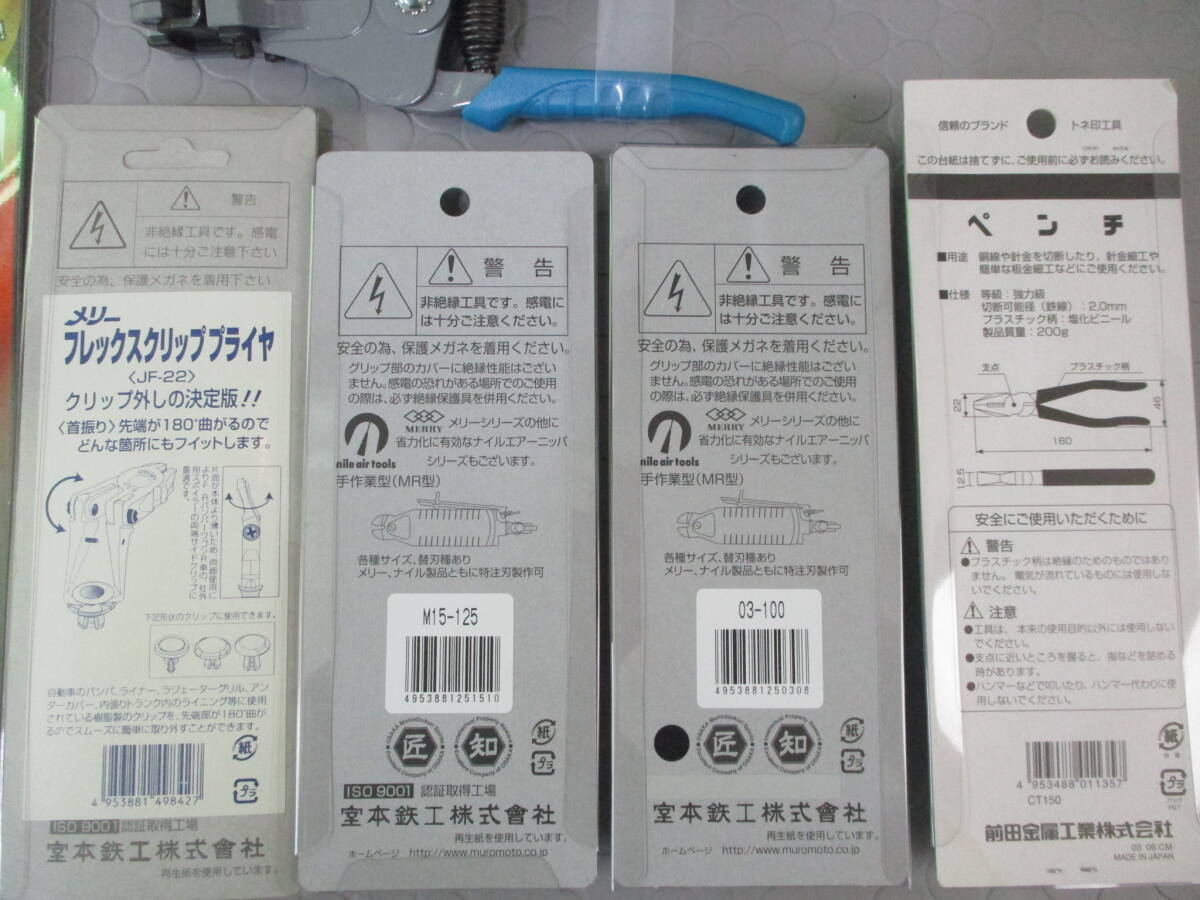 警告
非絶縁工具です。感電
には十分ご注意下さい
安全の為、保護メガネを着用下さい
メリー
フレックスクリッププライヤ
〈JF-22〉
クリップ外しの決定版!!
〈首振り〉先端が180°曲がるので
どんな箇所にもフィットします。
下記形状のクリップに使用できます。
自動車のバンパ、ライナー、ラジェーターグリル、アン
ダーカバー、内張りトランク内のライニング等に使用
されている樹脂製のクリップを、先端部が180°曲が
るのでスムーズに簡単に取り外すことができます。
紙
プラ
4 953881 498427
ISO 9001 認証取得工場
室本鉄工株式會社
再生紙を使用しています。
警告
非絶縁工具です。感電に
は十分ご注意ください。
安全の為、保護メガネを着用ください。
グリップ部のカバーに絶縁性能はござい
ません。感電の恐れがある場所でのご使用
の際は、必ず絶縁保護具を併用ください。
MERRY
メリーシリーズの他に
省力化に有効なナイルエアーニッパ
シリーズもございます。
nile air tools
手作業型(MR型)
各種サイズ、替刃種あり
メリー、ナイル製品ともに特注刃製作可
M15-125
4953881251510
匠
知
紙
プラ
ISO 9001 認証取得工場
室本鉄工株式會社
再生紙を使用しています。
ホームページ http://www.muromoto.co.jp
警告
非絶縁工具です。感電に
は十分ご注意ください。
安全の為、保護メガネを着用ください。
グリップ部のカバーに絶縁性能はござい
ません。感電の恐れがある場所でのご使用
の際は、必ず絶縁保護具を併用ください。
MERRY
メリーシリーズの他に
省力化に有効なナイルエアーニッパ
シリーズもございます。
nile air tools
手作業型(MR型)
各種サイズ、替刃種あり
メリー、ナイル製品ともに特注刃製作可
03-100
4953881250308
匠
知
紙
プラ
室本鉄工株式會社
再生紙を使用しています。
ホームページ http://www.muromoto.co.jp
信頼のブランド トネ印工具
この台紙は捨てずに、ご使用前に必ずお読みください。
ペンチ
■用途 銅線や針金を切断したり、針金細工や
簡単な板金細工などにご使用ください。
■仕様 等級:強力級
切断可能径(鉄線):2.0mm
プラスチック柄:塩化ビニール
製品質量:200g
支点
プラスチック柄
22
46
160
12.5
安全にご使用いただくために
警告
●プラスチック柄は絶縁のためのものではあり
ません。電気が流れているものには使用しな
いでください。
注意
●工具は、本来の使用目的以外には使用しない
でください。
●支点に近いところを握ると、指などを詰める
時があります。
●ハンマーなどで叩いたり、ハンマー代わりに使
用しないでください。
4 953488 011357
CT150
紙
プラ
前田金属工業株式会社
03 06 CM
MADE IN JAPAN